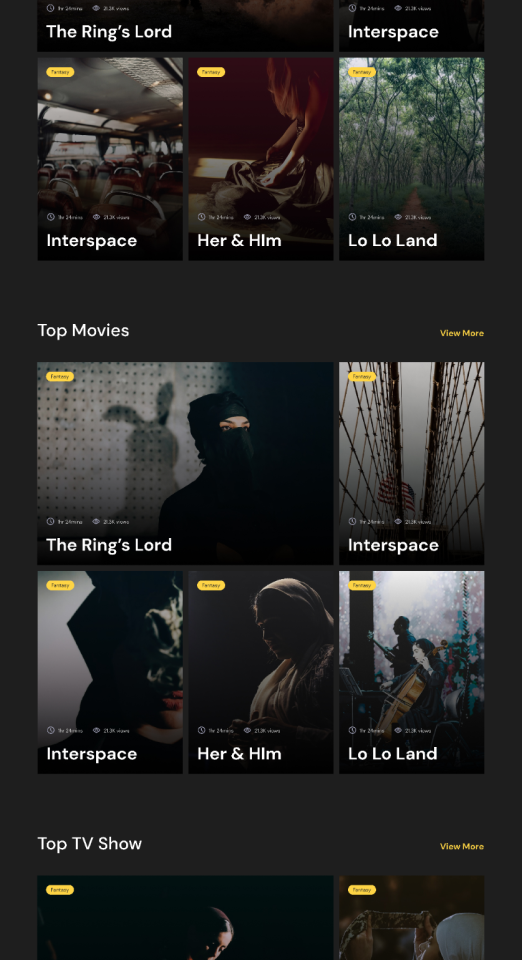 1hr 24mins 21.3K views 1hr 24mins 21.3K views
The Ring's Lord Interspace
Fantasy Fantasy Fantasy
1hr 24mins 21.3K views 1hr 24mins 21.3K views 1hr 24mins 21.3K views
Interspace Her & HIm Lo Lo Land
Top Movies View More
Fantasy Fantasy
1hr 24mins 21.3K views 1hr 24mins 21.3K views
The Ring's Lord Interspace
Fantasy Fantasy Fantasy
1hr 24mins 21.3K views 1hr 24mins 21.3K views 1hr 24mins 21.3K views
Interspace Her & HIm Lo Lo Land
Top TV Show View More
Fantasy Fantasy